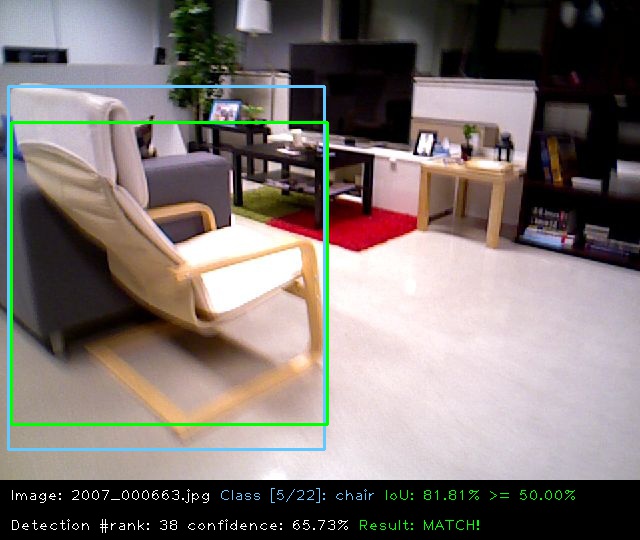 Image: 2007_000663.jpg Class [5/22]: chair IoU: 81.81% >= 50.00%
Detection #rank: 38 confidence: 65.73% Result: MATCH!